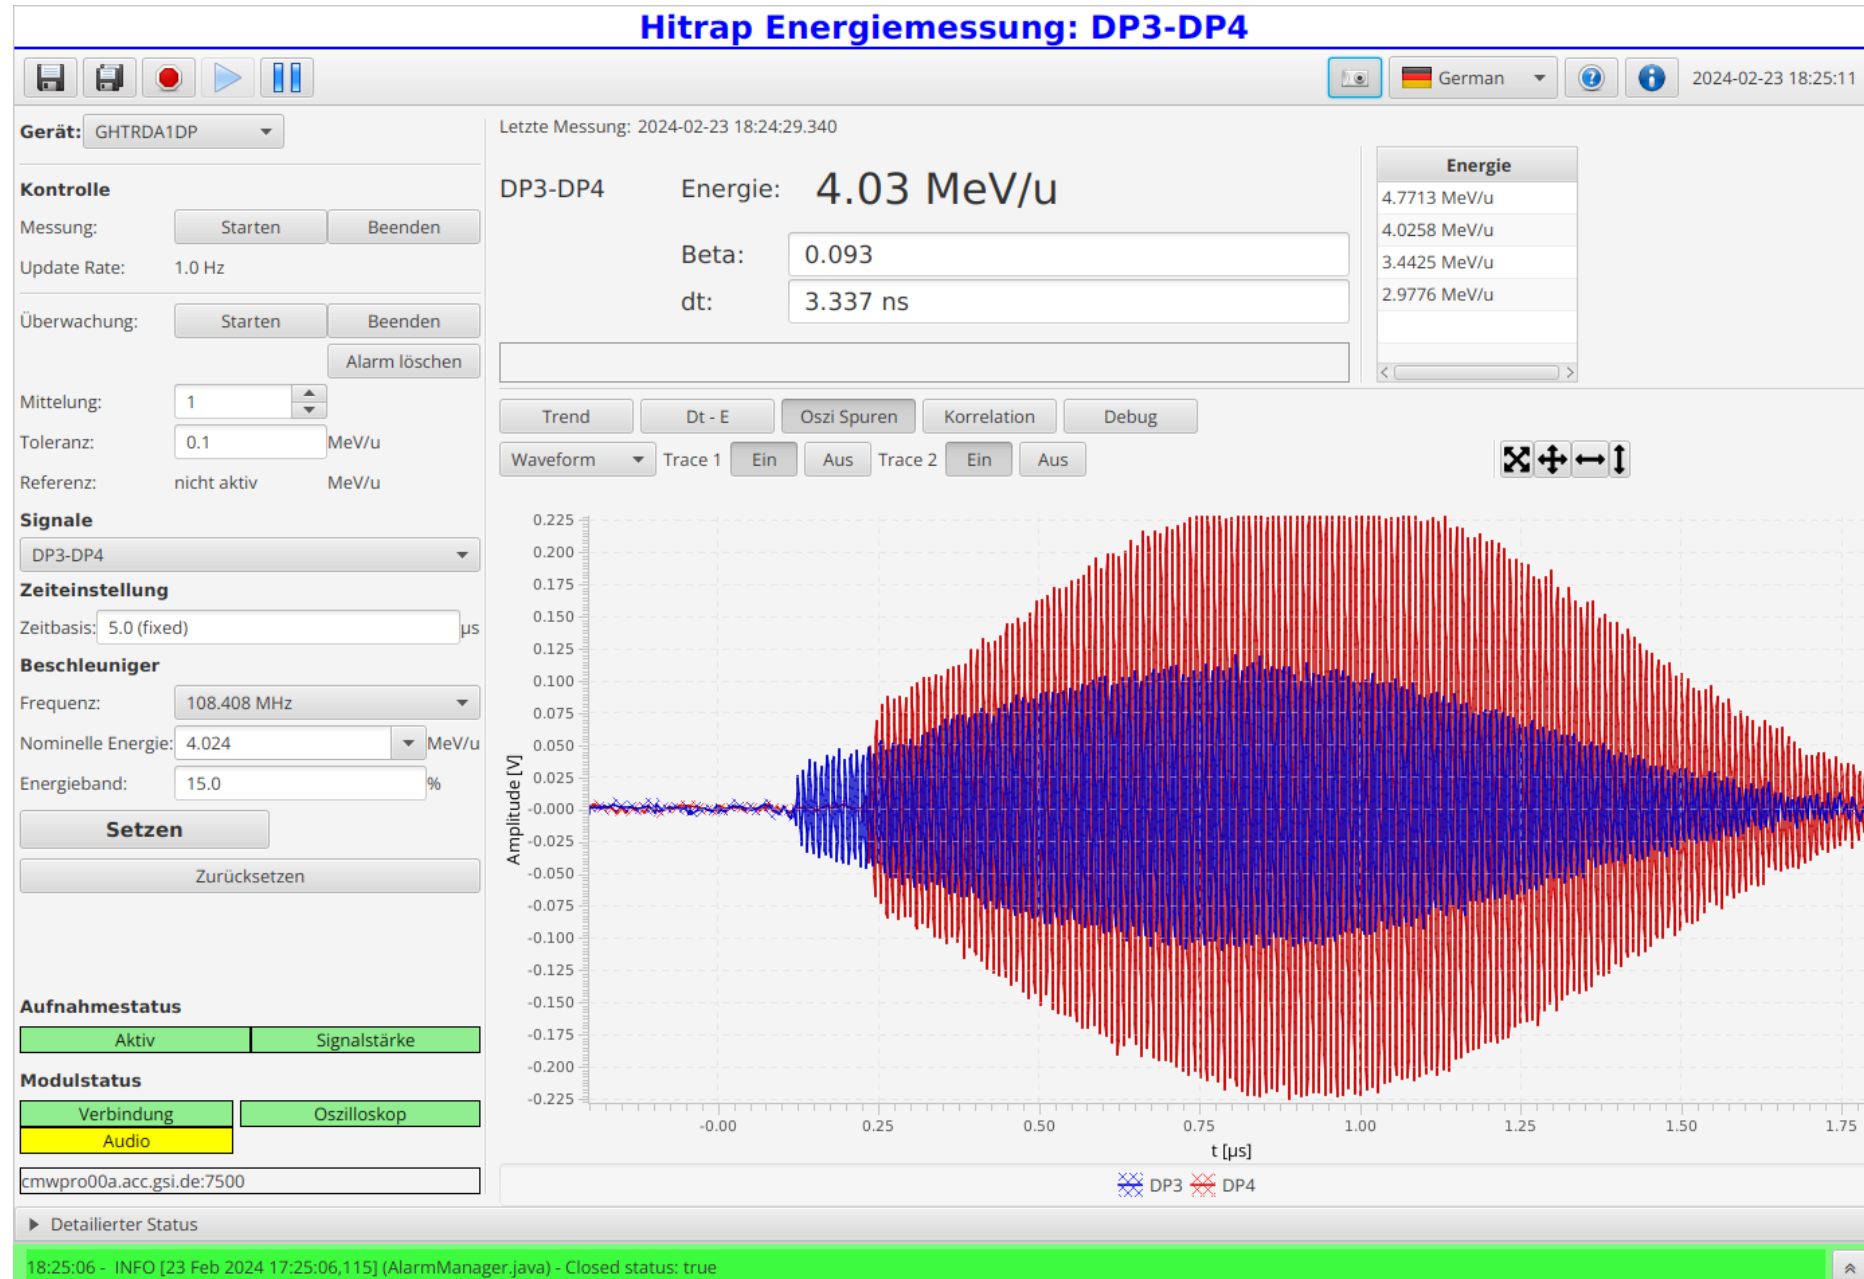 Hitrap Energiemessung: DP3-DP4
German
2024-02-23 18:25:11
Gerät: GHTRDA1DP
Kontrolle
Messung: Starten Beenden
Update Rate: 1.0 Hz
Überwachung: Starten Beenden
Alarm löschen
Mittelung: 1
Toleranz: 0.1 MeV/u
Referenz: nicht aktiv MeV/u
Signale
DP3-DP4
Zeiteinstellung
Zeitbasis: 5.0 (fixed) µs
Beschleuniger
Frequenz: 108.408 MHz
Nominelle Energie: 4.024 MeV/u
Energieband: 15.0 %
Setzen
Zurücksetzen
Aufnahmestatus
Aktiv Signalstärke
Modulstatus
Verbindung Oszilloskop
Audio
cmwpro00a.acc.gsi.de:7500
Letzte Messung: 2024-02-23 18:24:29.340
DP3-DP4 Energie: 4.03 MeV/u
Beta: 0.093
dt: 3.337 ns
Energie
4.7713 MeV/u
4.0258 MeV/u
3.4425 MeV/u
2.9776 MeV/u
Trend Dt - E Oszi Spuren Korrelation Debug
Waveform Trace 1 Ein Aus Trace 2 Ein Aus
Amplitude [V]
0.225
0.200
0.175
0.150
0.125
0.100
0.075
0.050
0.025
-0.000
-0.025
-0.050
-0.075
-0.100
-0.125
-0.150
-0.175
-0.200
-0.225
-0.00 0.25 0.50 0.75 1.00 1.25 1.50 1.75
t [µs]
DP3 DP4
Detailierter Status
18:25:06 - INFO [23 Feb 2024 17:25:06,115] (AlarmManager.java) - Closed status: true